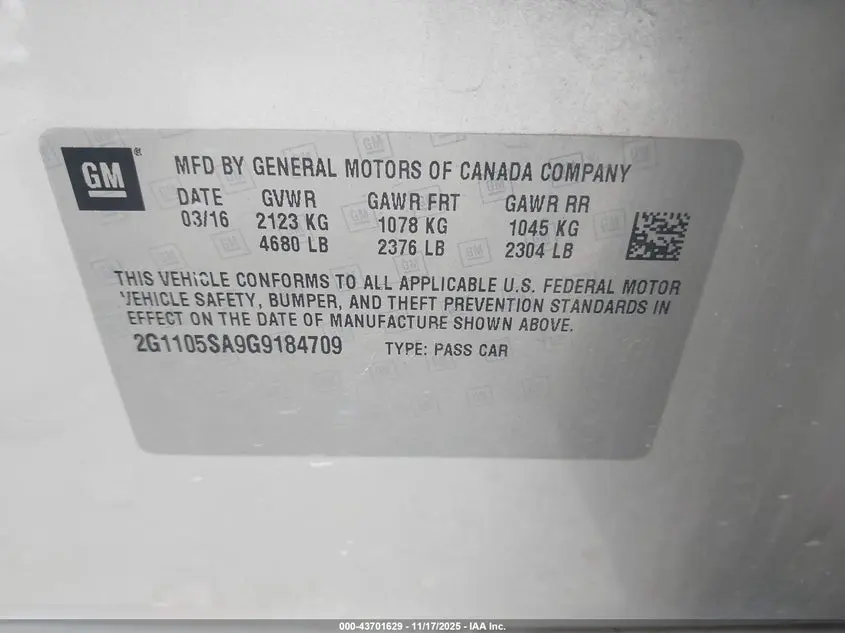 GM
MFD BY GENERAL MOTORS OF CANADA COMPANY
DATE GVWR GAWR FRT GAWR RR
03/16 2123 KG 1078 KG 1045 KG
4680 LB 2376 LB 2304 LB
THIS VEHICLE CONFORMS TO ALL APPLICABLE U.S. FEDERAL MOTOR
VEHICLE SAFETY, BUMPER, AND THEFT PREVENTION STANDARDS IN
EFFECT ON THE DATE OF MANUFACTURE SHOWN ABOVE.
2G1105SA9G9184709 TYPE: PASS CAR
000-43701629 - 11/17/2025 - IAA Inc.